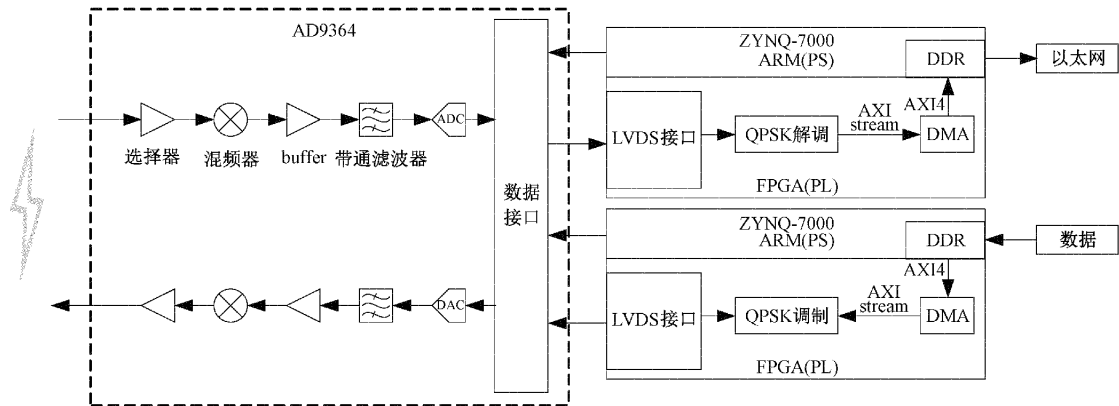 AD9364
选择器
混频器
buffer
带通滤波器
ADC
数据
接口
DAC
ZYNQ-7000
ARM(PS)
DDR
以太网
LVDS接口
QPSK解调
AXI
stream
AXI4
DMA
FPGA(PL)
ZYNQ-7000
ARM(PS)
DDR
数据
LVDS接口
QPSK调制
AXI
stream
AXI4
DMA
FPGA(PL)